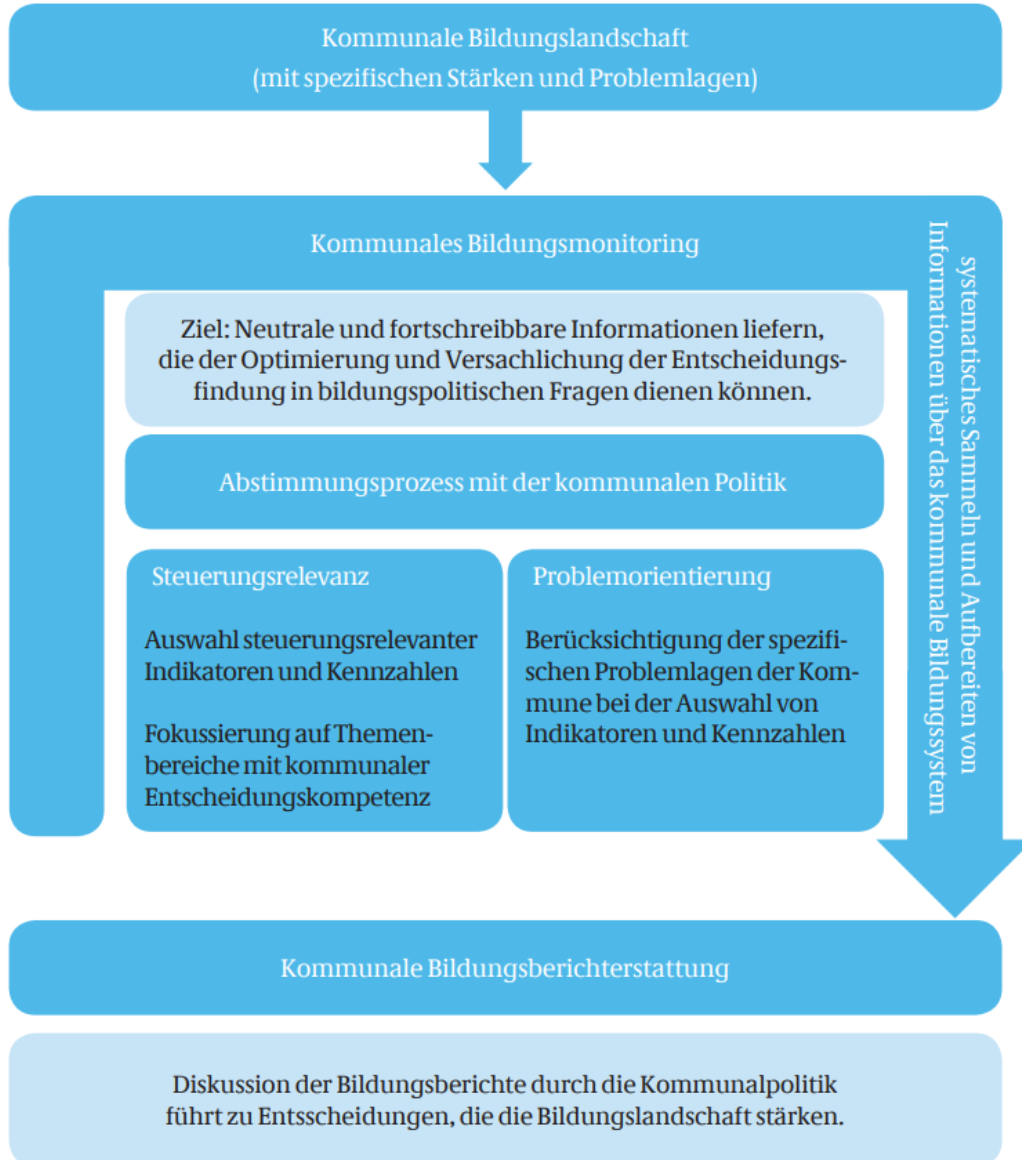 Kommunale Bildungslandschaft
(mit spezifischen Stärken und Problemlagen)
Kommunales Bildungsmonitoring
systematisches Sammeln und Aufbereiten von
Informationen über das kommunale Bildungssystem
Ziel: Neutrale und fortschreibbare Informationen liefern,
die der Optimierung und Versachlichung der Entscheidungs-
findung in bildungspolitischen Fragen dienen können.
Abstimmungsprozess mit der kommunalen Politik
Steuerungsrelevanz
Auswahl steuerungsrelevanter
Indikatoren und Kennzahlen
Fokussierung auf Themen-
bereiche mit kommunaler
Entscheidungskompetenz
Problemorientierung
Berücksichtigung der spezifi-
schen Problemlagen der Kom-
mune bei der Auswahl von
Indikatoren und Kennzahlen
Kommunale Bildungsberichterstattung
Diskussion der Bildungsberichte durch die Kommunalpolitik
führt zu Entsscheidungen, die die Bildungslandschaft stärken.